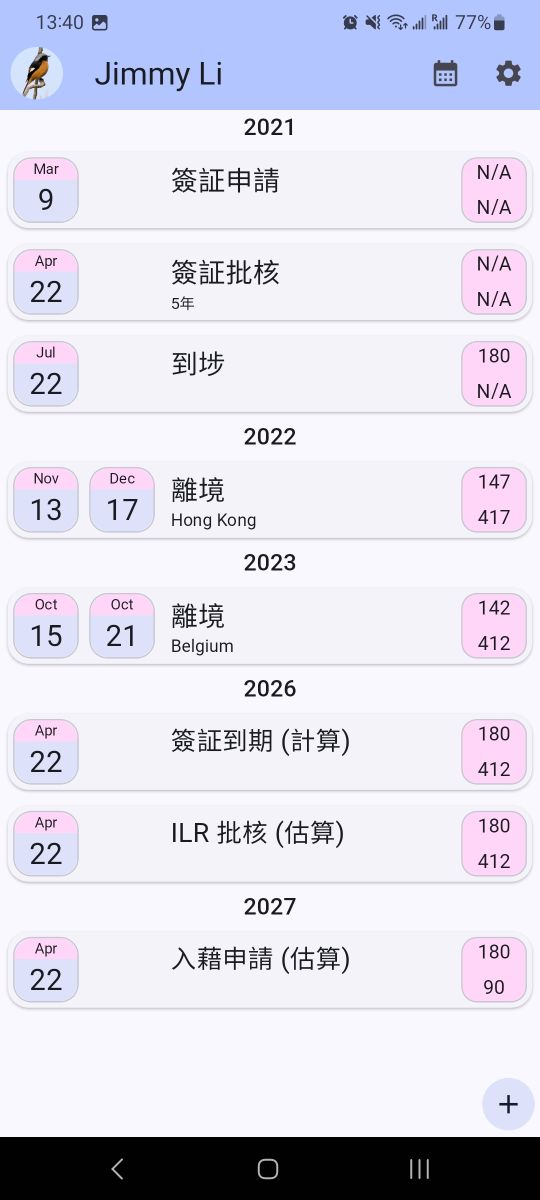 13:40
R
77%
Jimmy Li
2021
Mar
9
簽証申請
N/A
N/A
Apr
22
簽証批核
5年
N/A
N/A
Jul
22
到埗
180
N/A
2022
Nov
13
Dec
17
離境
Hong Kong
147
417
2023
Oct
15
Oct
21
離境
Belgium
142
412
2026
Apr
22
簽証到期 (計算)
180
412
Apr
22
ILR 批核 (估算)
180
412
2027
Apr
22
入藉申請 (估算)
180
90
+